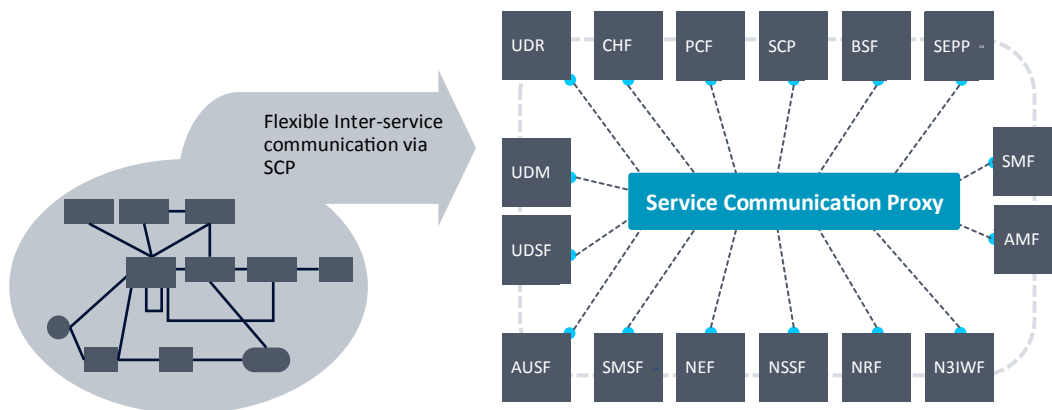 UDR
CHF
PCF
SCP
BSF
SEPP
Flexible Inter-service
communication via
SCP
UDM
SMF
Service Communication Proxy
UDSF
AMF
AUSF
SMSF
NEF
NSSF
NRF
N3IWF